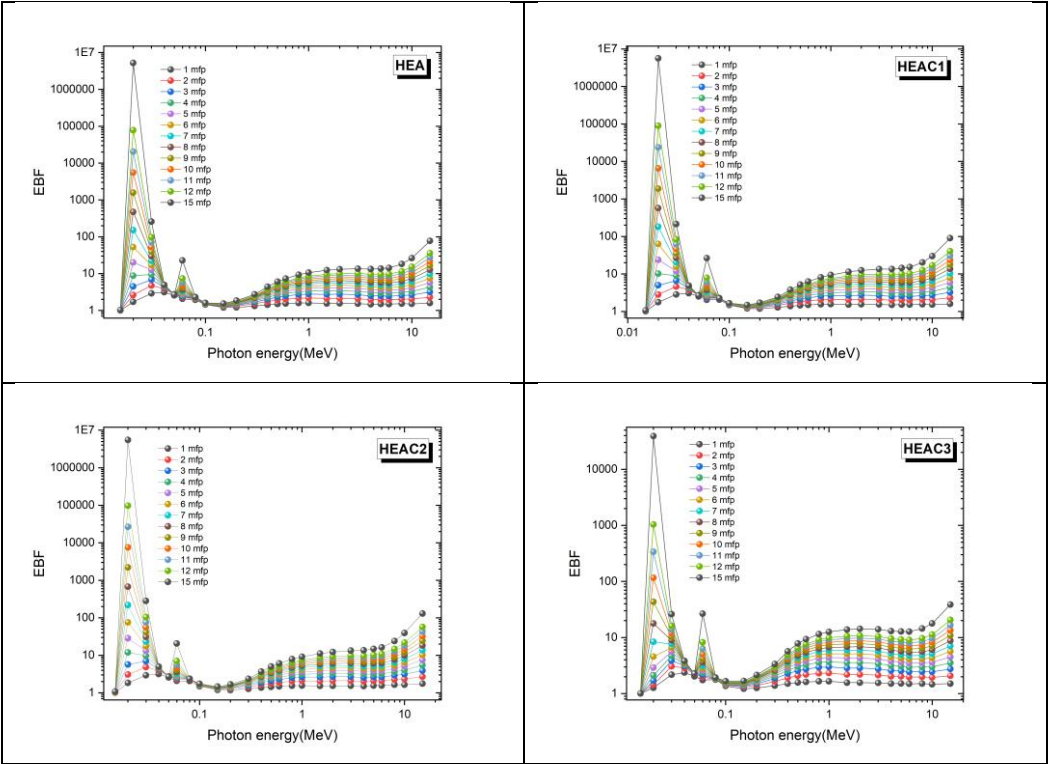 HEA
1E7
1000000
100000
10000
1000
100
10
1
EBF
1 mfp
2 mfp
3 mfp
4 mfp
5 mfp
6 mfp
7 mfp
8 mfp
9 mfp
10 mfp
11 mfp
12 mfp
15 mfp
0.1
1
10
Photon energy(MeV)
HEAC1
1E7
1000000
100000
10000
1000
100
10
1
EBF
1 mfp
2 mfp
3 mfp
4 mfp
5 mfp
6 mfp
7 mfp
8 mfp
9 mfp
10 mfp
11 mfp
12 mfp
15 mfp
0.01
0.1
1
10
Photon energy(MeV)
HEAC2
1E7
1000000
100000
10000
1000
100
10
1
EBF
1 mfp
2 mfp
3 mfp
4 mfp
5 mfp
6 mfp
7 mfp
8 mfp
9 mfp
10 mfp
11 mfp
12 mfp
15 mfp
0.1
1
10
Photon energy(MeV)
HEAC3
10000
1000
100
10
1
EBF
1 mfp
2 mfp
3 mfp
4 mfp
5 mfp
6 mfp
7 mfp
8 mfp
9 mfp
10 mfp
11 mfp
12 mfp
15 mfp
0.1
1
10
Photon energy(MeV)